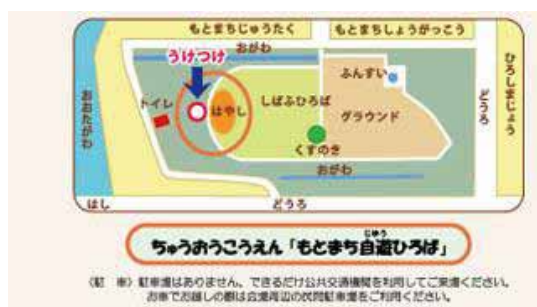 もとまちじゅうたく
もとまちしょうがっこう
うけつけ
おがわ
ふんすい
ひろしまじょう
おおたがわ
トイレ
はやし
しばふひろば
グラウンド
どうろ
くすのき
おがわ
はし
どうろ
じゆう
ちゅうおうこうえん「もとまち自遊ひろば」
〈駐 車〉駐車場はありません。できるだけ公共交通機関を利用してご来場ください。
お車でお越しの際は会場周辺の民間駐車場をご利用ください。